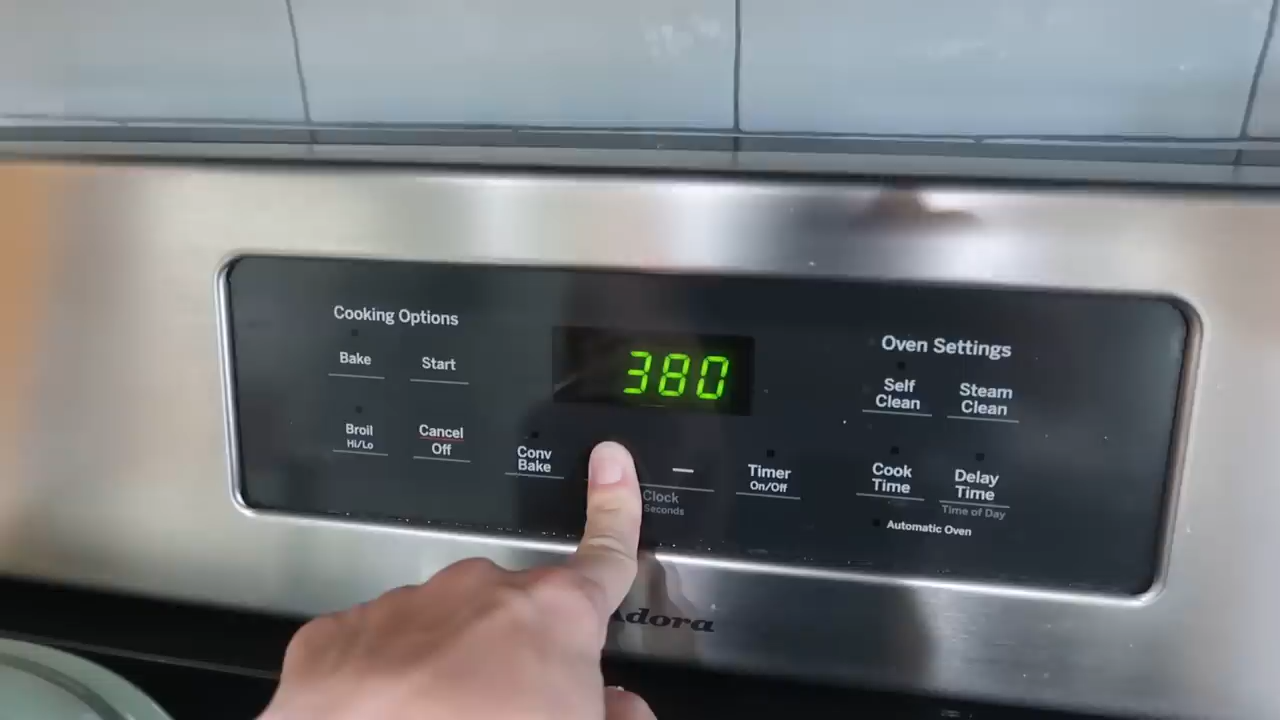 Cooking Options
Bake
Start
Broil
Hi/Lo
Cancel
Off
Conv
Bake
380
—
Clock
Seconds
Timer
On/Off
Oven Settings
Self
Clean
Steam
Clean
Cook
Time
Delay
Time
Time of Day
Automatic Oven
Adora